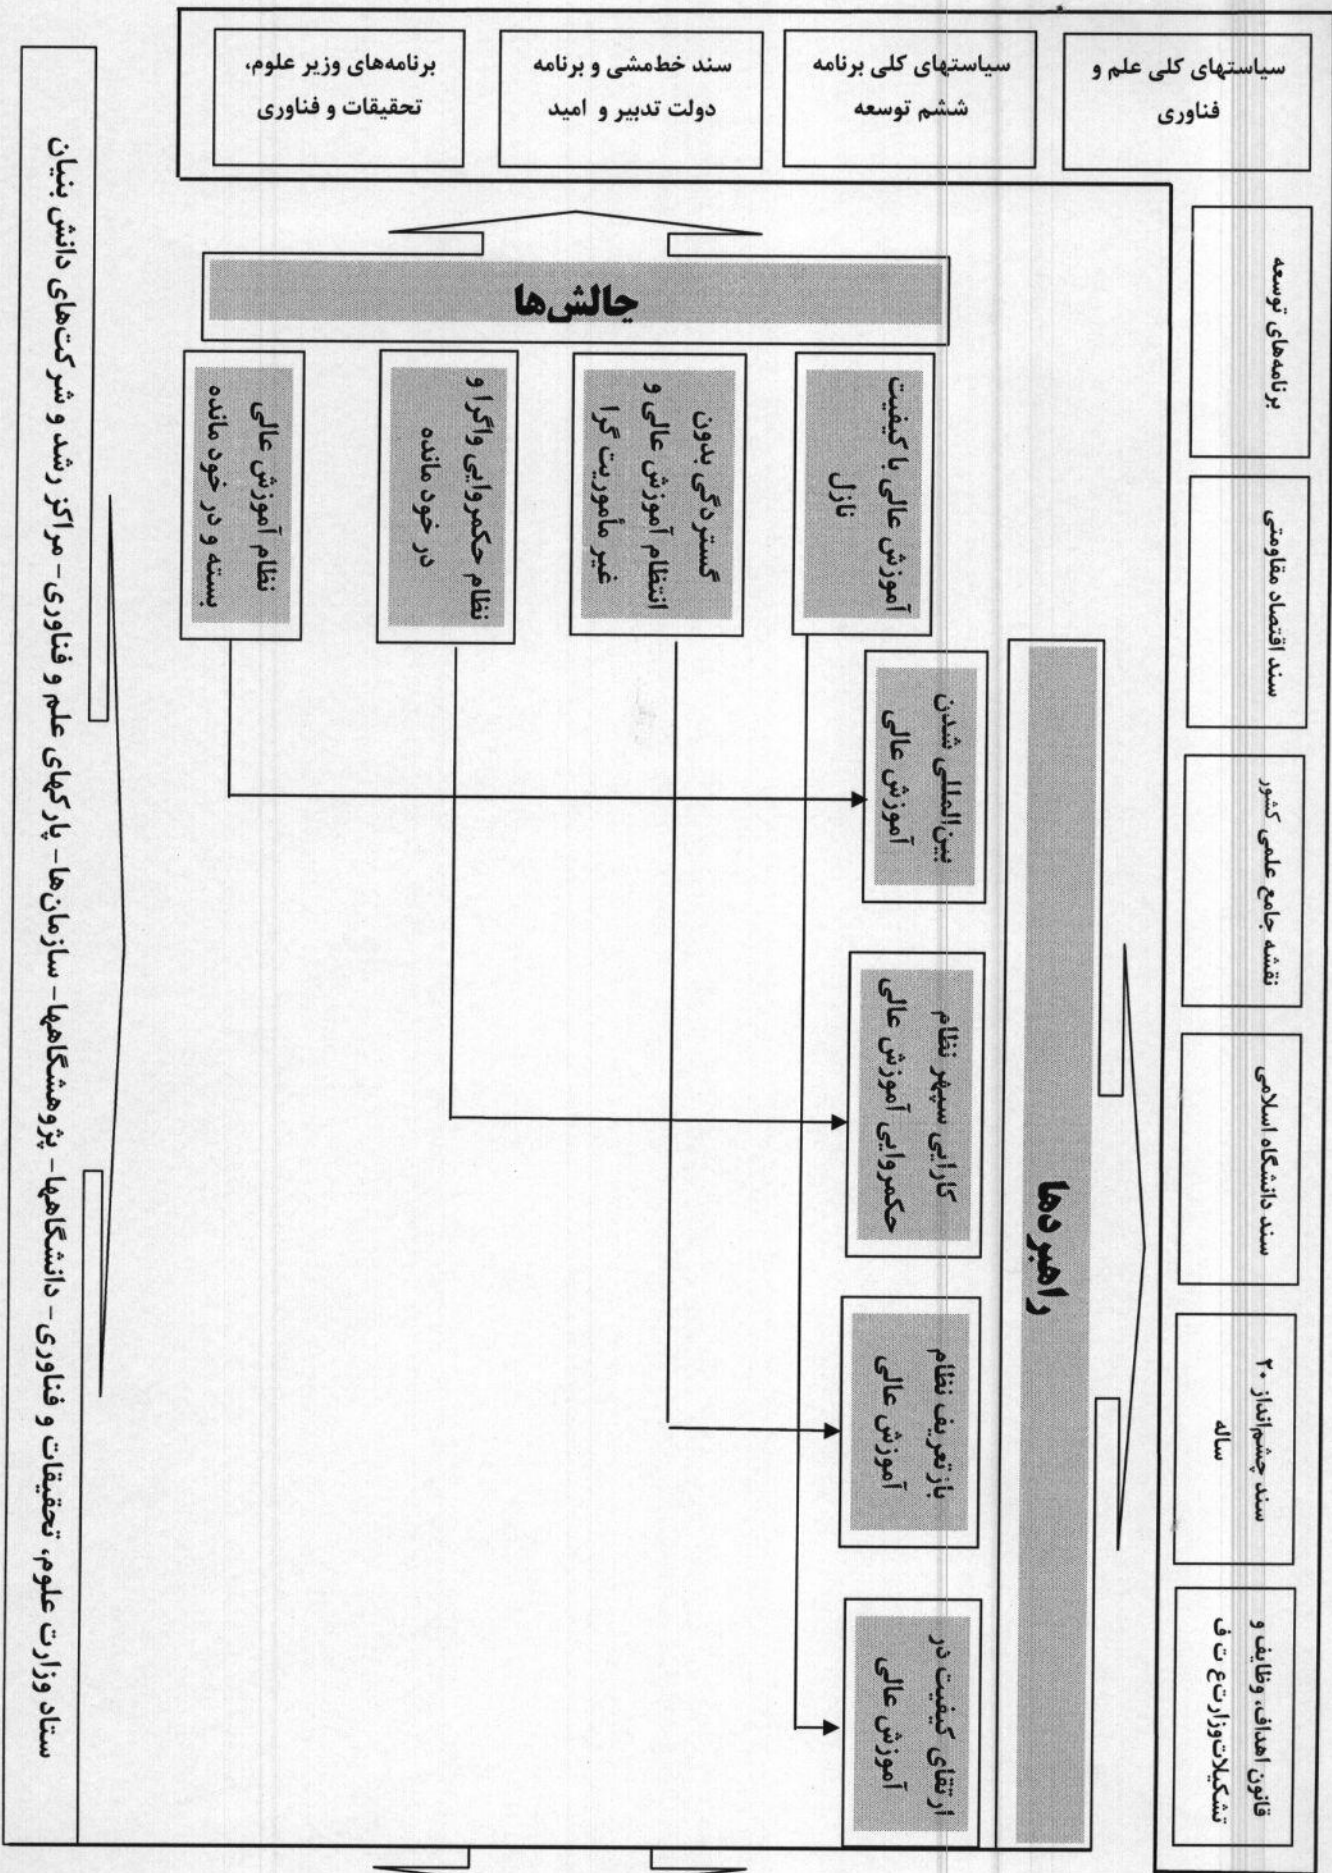 سیاستهای کلی علم و
فناوری
سیاستهای کلی برنامه
ششم توسعه
سند خط‌مشی و برنامه
دولت تدبیر و امید
برنامه‌های وزیر علوم،
تحقیقات و فناوری
برنامه‌های توسعه
سند اقتصاد مقاومتی
نقشه جامع علمی کشور
سند دانشگاه اسلامی
سند چشم‌انداز ۲۰
ساله
قانون اهداف، وظایف و
تشکیلات‌وزارت‌ع ت ف
چالش‌ها
آموزش عالی با کیفیت
نازل
گستردگی بدون
انتظام آموزش عالی و
غیر مأموریت گرا
نظام حکمروایی واگرا و
در خود مانده
نظام آموزش عالی
بسته و در خود مانده
راهبردها
بین‌المللی شدن
آموزش عالی
کارایی سپهر نظام
حکمروایی آموزش عالی
بازتعریف نظام
آموزش عالی
ارتقای کیفیت در
آموزش عالی
ستاد وزارت علوم، تحقیقات و فناوری- دانشگاهها- پژوهشگاهها- سازمان‌ها- پارکهای علم و فناوری- مراکز رشد و شرکت‌های دانش بنیان